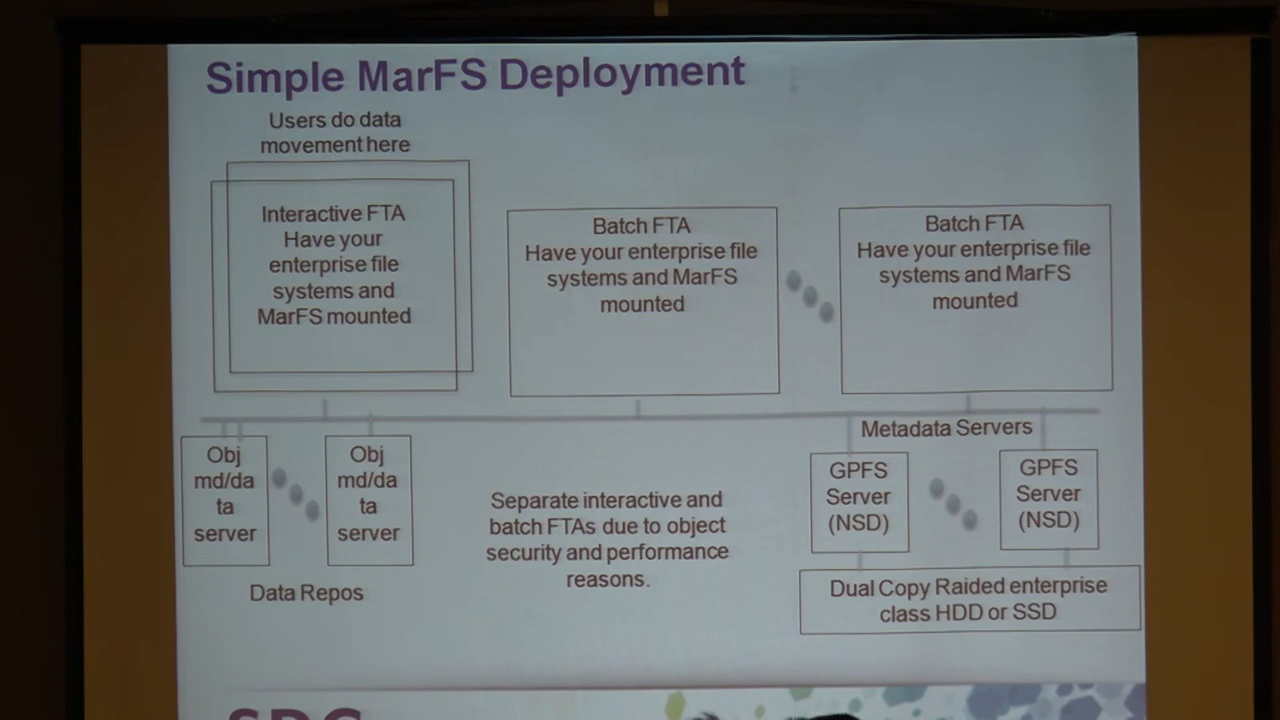 Simple MarFS Deployment
Users do data
movement here
Interactive FTA
Have your
enterprise file
systems and
MarFS mounted
Batch FTA
Have your enterprise file
systems and MarFS
mounted
Batch FTA
Have your enterprise file
systems and MarFS
mounted
Obj
md/da
ta
server
Obj
md/da
ta
server
Data Repos
Separate interactive and
batch FTAs due to object
security and performance
reasons.
Metadata Servers
GPFS
Server
(NSD)
GPFS
Server
(NSD)
Dual Copy Raided enterprise
class HDD or SSD